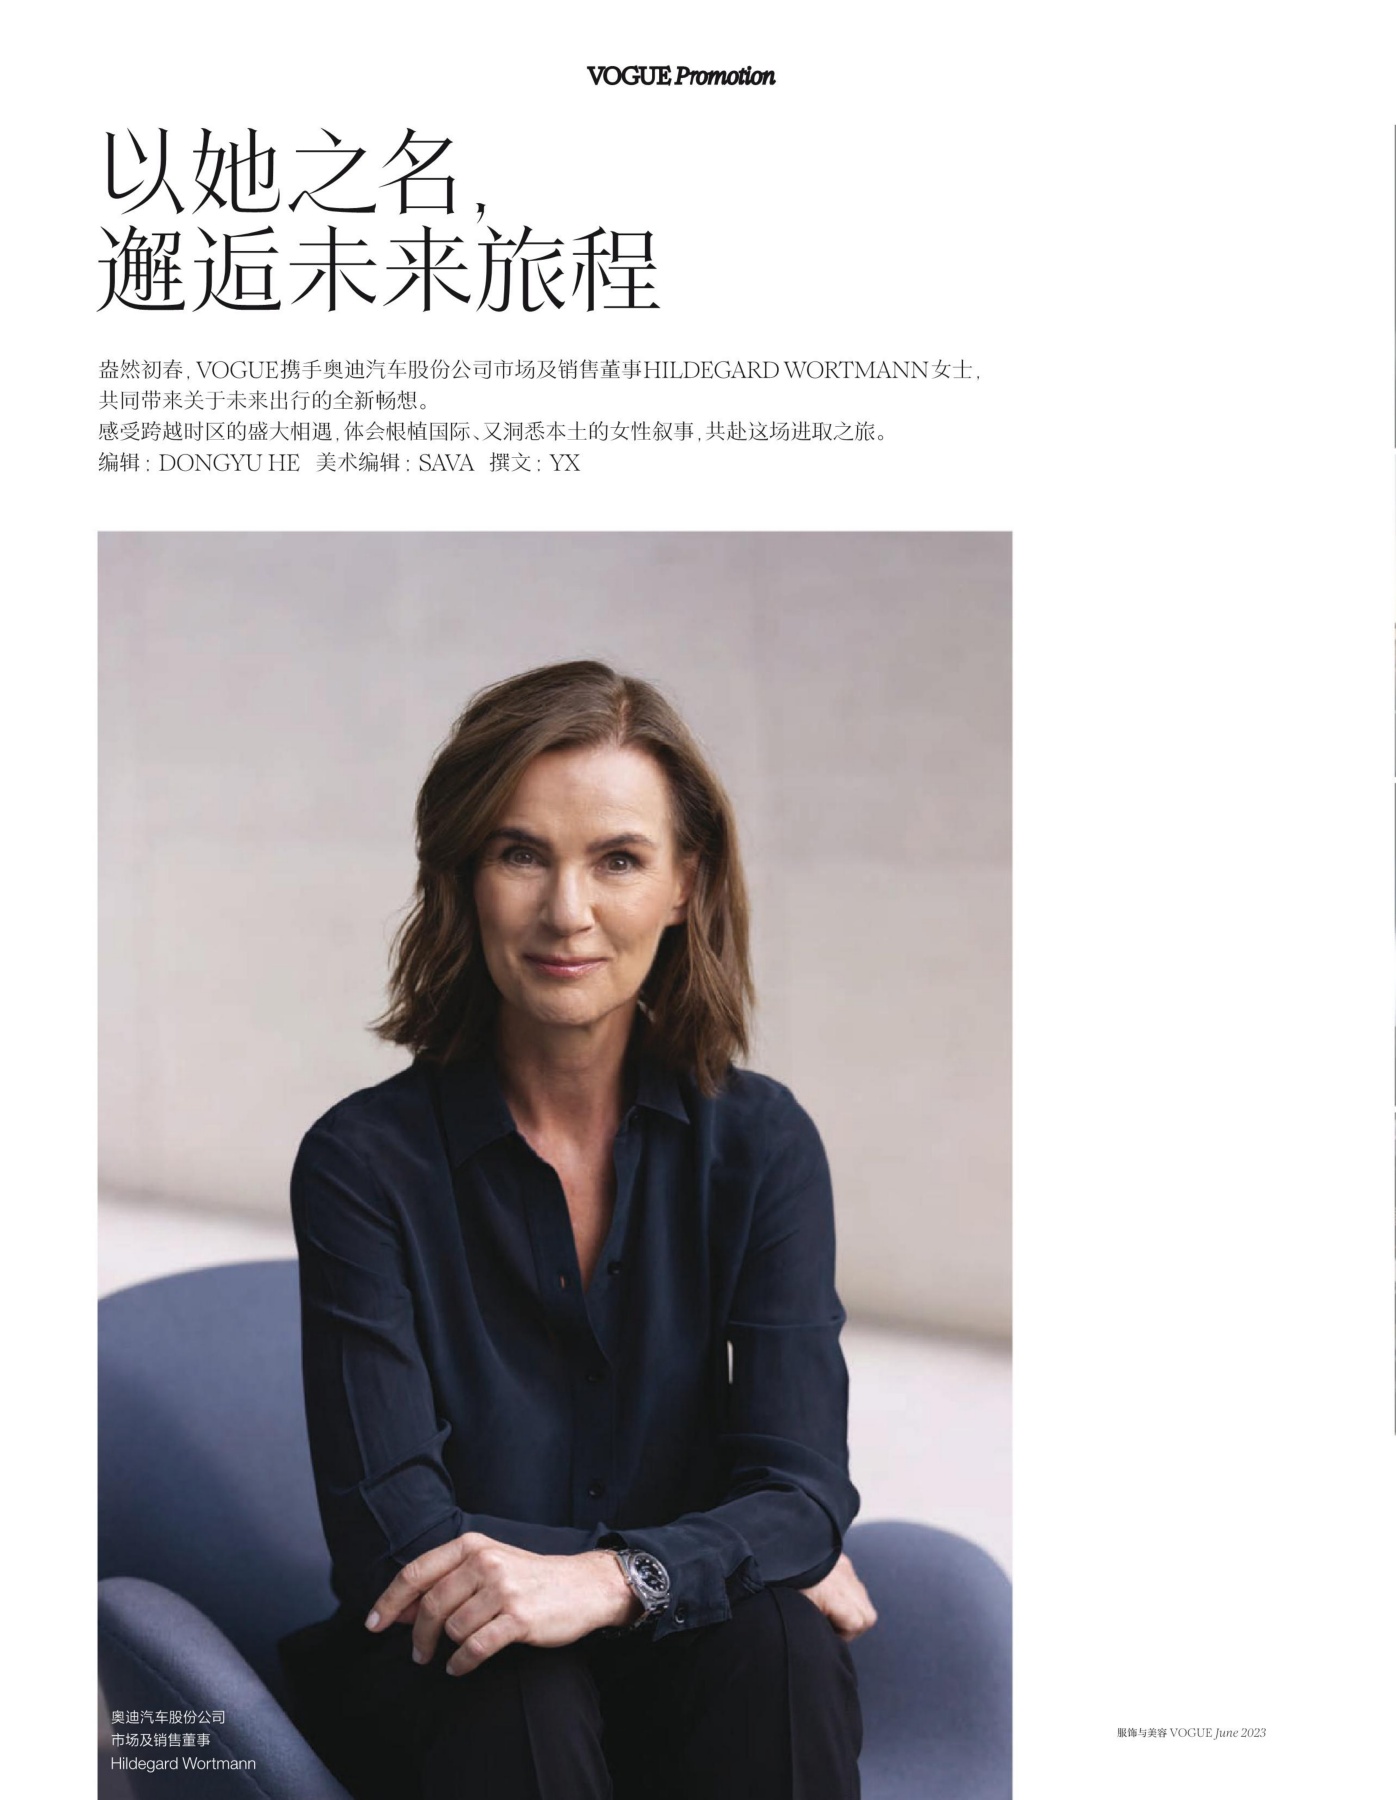 VOGUE Promotion
以她之名,
邂逅未来旅程
盎然初春, VOGUE携手奥迪汽车股份公司市场及销售董事HILDEGARD WORTMANN女士,
共同带来关于未来出行的全新畅想。
感受跨越时区的盛大相遇, 体会根植国际、又洞悉本土的女性叙事, 共赴这场进取之旅。
编辑: DONGYU HE 美术编辑: SAVA 撰文: YX
奥迪汽车股份公司
市场及销售董事
Hildegard Wortmann
服饰与美容 VOGUE June 2023